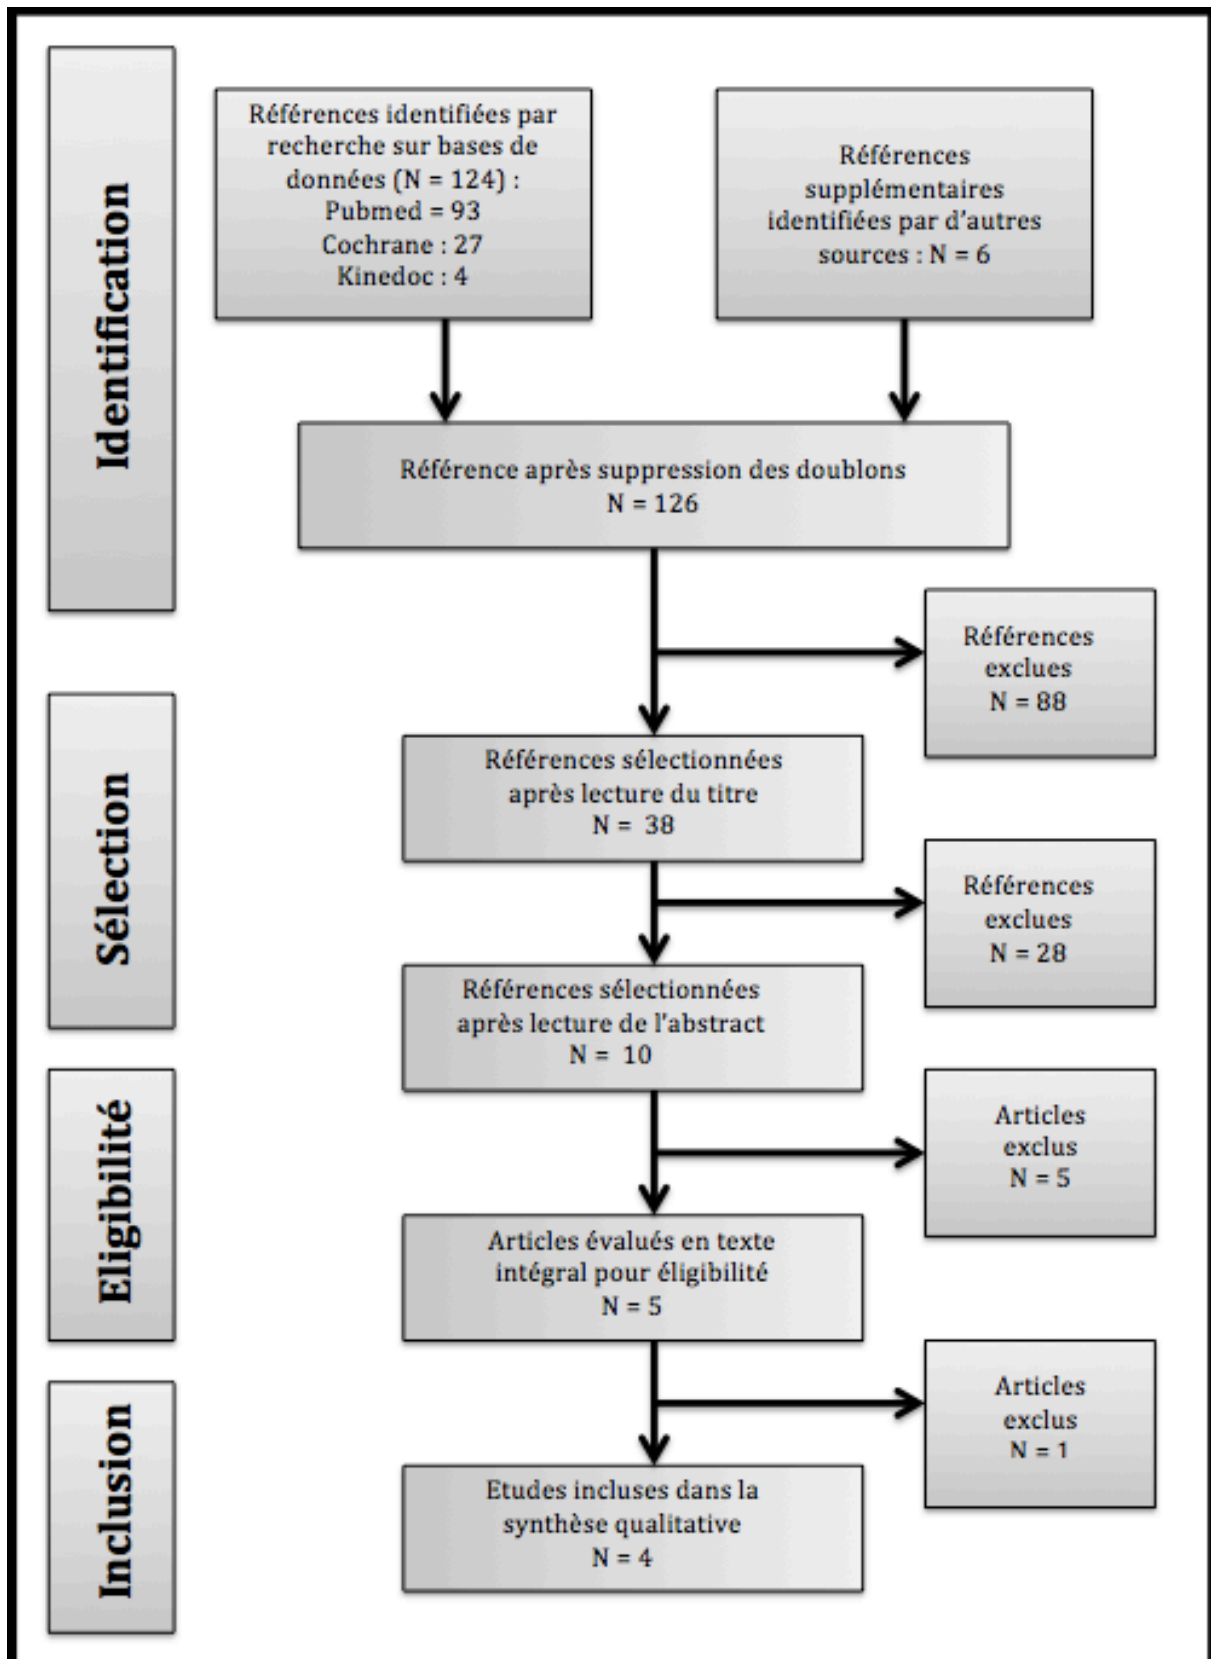 Identification
Références identifiées par
recherche sur bases de
données (N = 124) :
Pubmed = 93
Cochrane : 27
Kinedoc : 4
Références
supplémentaires
identifiées par d'autres
sources : N = 6
Référence après suppression des doublons
N = 126
Références
exclues
N = 88
Sélection
Références sélectionnées
après lecture du titre
N = 38
Références
exclues
N = 28
Références sélectionnées
après lecture de l'abstract
N = 10
Eligibilité
Articles
exclus
N = 5
Articles évalués en texte
intégral pour éligibilité
N = 5
Articles
exclus
N = 1
Inclusion
Etudes incluses dans la
synthèse qualitative
N = 4